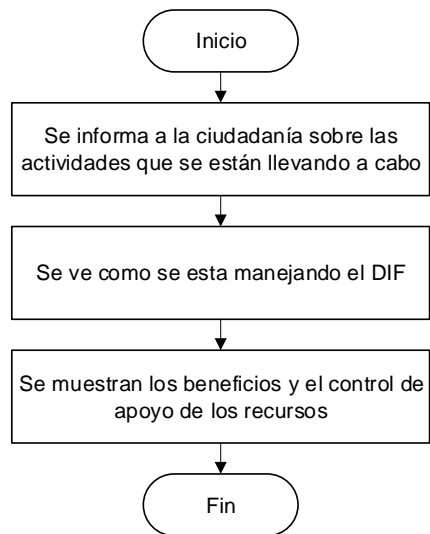 Inicio
Se informa a la ciudadanía sobre las
actividades que se están llevando a cabo
Se ve como se esta manejando el DIF
Se muestran los beneficios y el control de
apoyo de los recursos
Fin